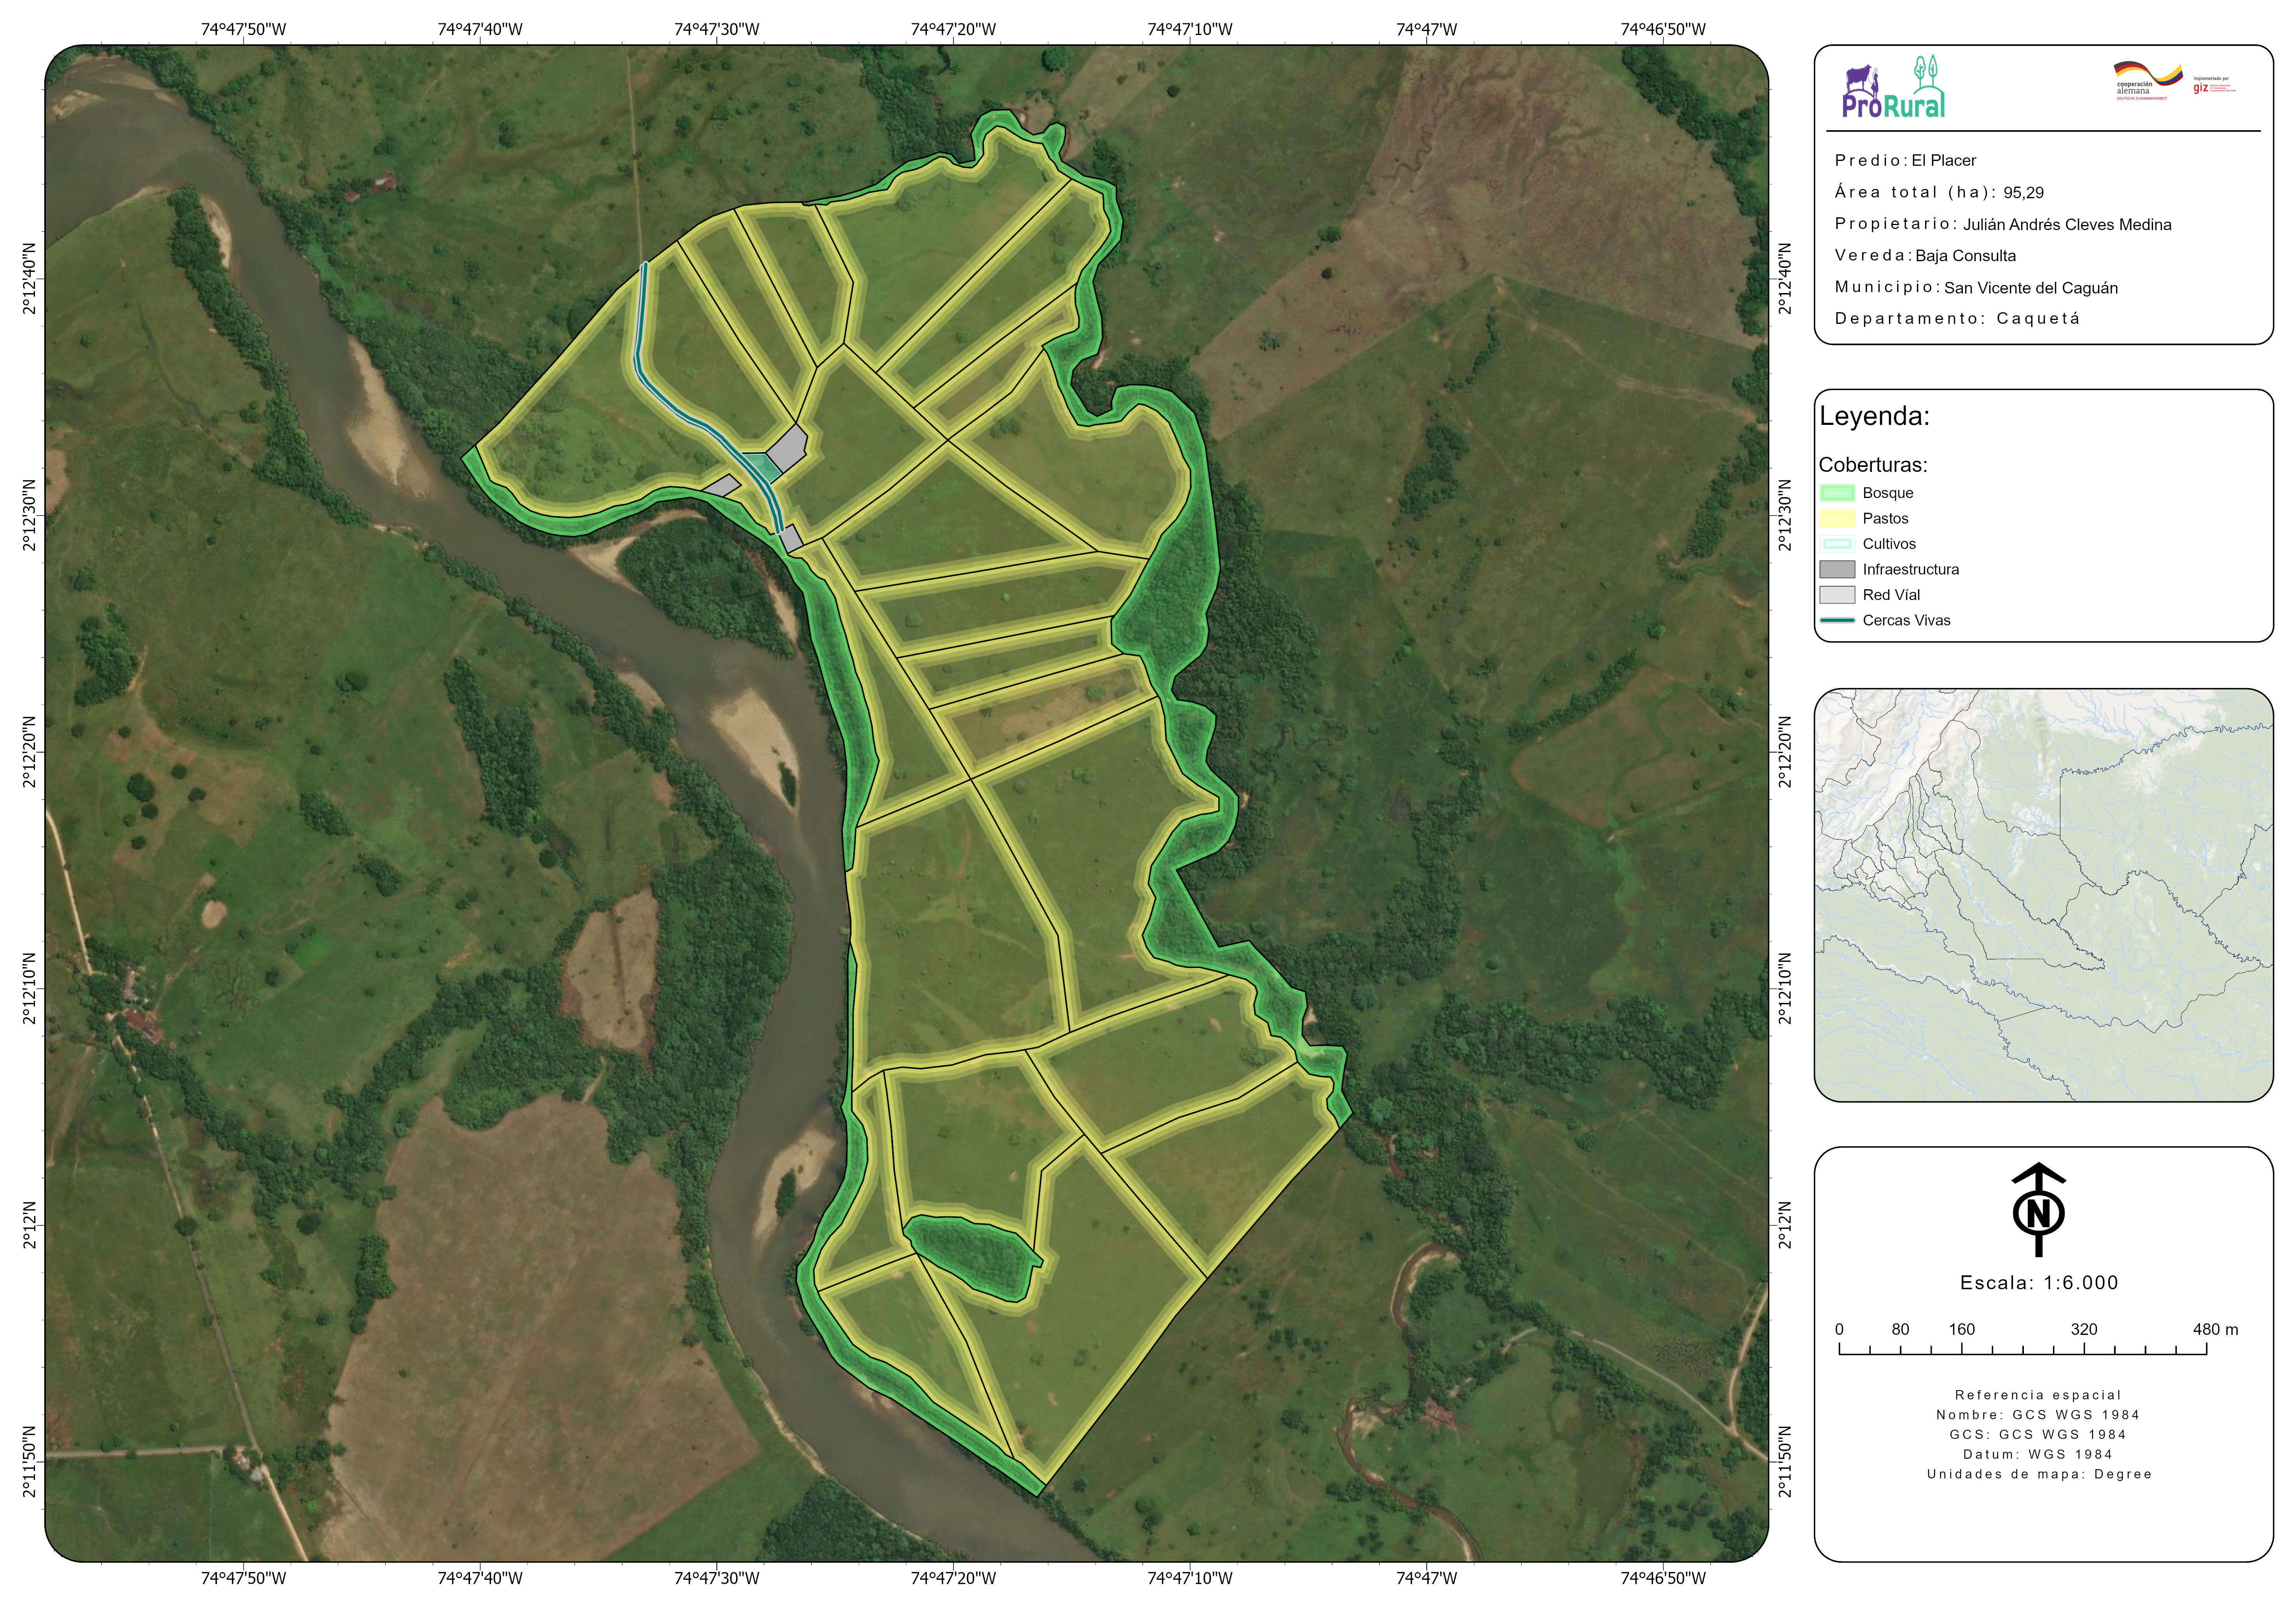 74°47'50"W 74°47'40"W 74°47'30"W 74°47'20"W 74°47'10"W 74°47'W 74°46'50"W
2°12'40"N
2°12'30"N
2°12'20"N
2°12'10"N
2°12'N
2°11'50"N
2°12'40"N
2°12'30"N
2°12'20"N
2°12'10"N
2°12'N
2°11'50"N
74°47'50"W 74°47'40"W 74°47'30"W 74°47'20"W 74°47'10"W 74°47'W 74°46'50"W
ProRural
cooperación
alemana
DEUTSCHE ZUSAMMENARBEIT
Implementada por
giz
Predio: El Placer
Área total (ha): 95,29
Propietario: Julián Andrés Cleves Medina
Vereda: Baja Consulta
Municipio: San Vicente del Caguán
Departamento: Caquetá
Leyenda:
Coberturas:
Bosque
Pastos
Cultivos
Infraestructura
Red Víal
Cercas Vivas
N
Escala: 1:6.000
0 80 160 320 480 m
Referencia espacial
Nombre: GCS WGS 1984
GCS: GCS WGS 1984
Datum: WGS 1984
Unidades de mapa: Degree